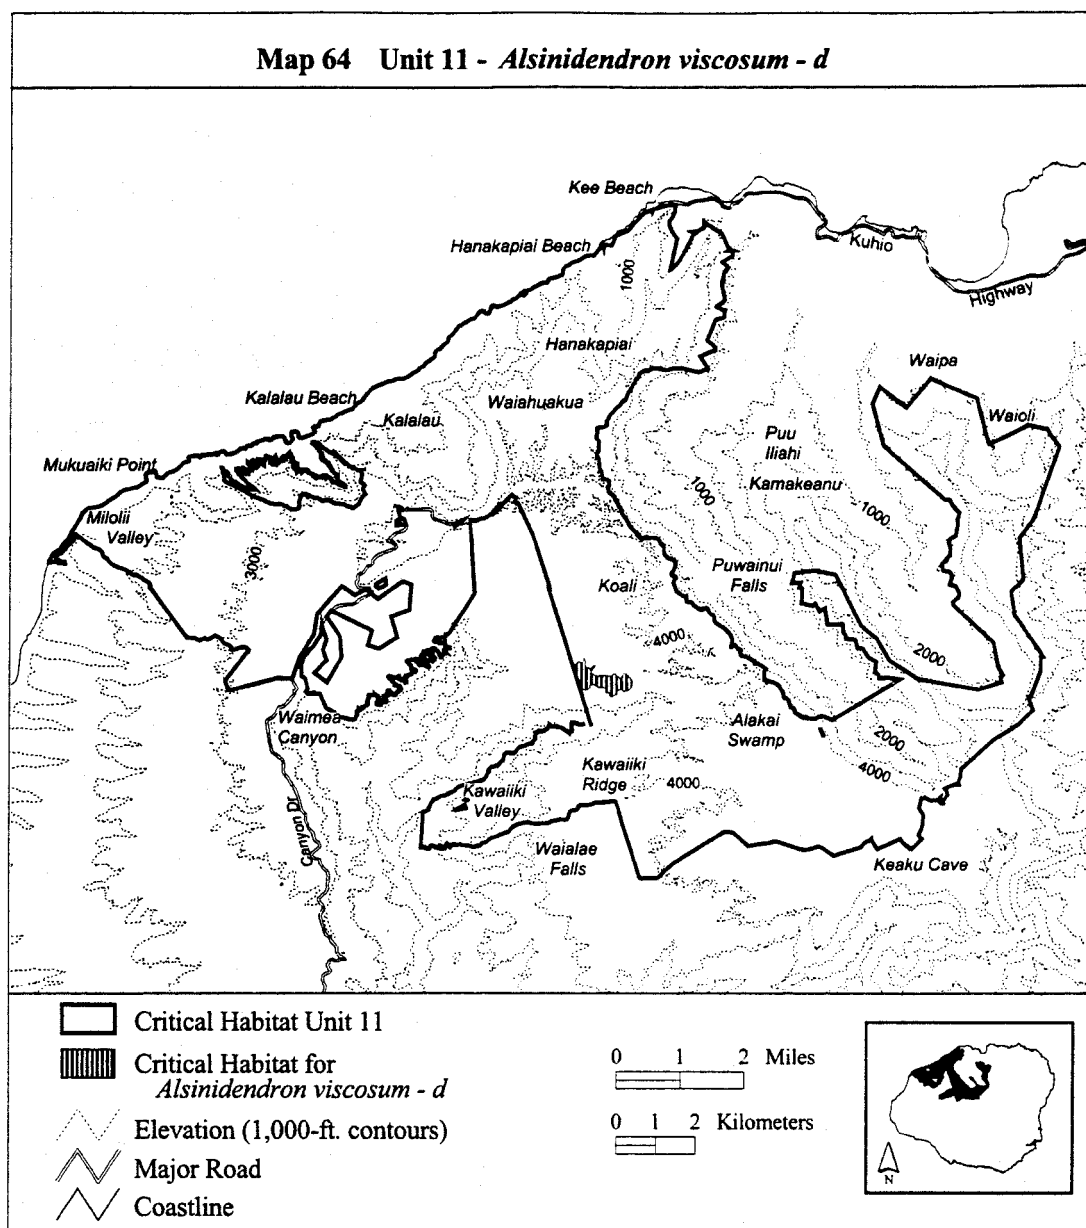 Map 64 Unit 11 - Alsinidendron viscosum - d
Kee Beach
Kuhio
Hanakapiai Beach
1000
Highway
Hanakapiai
Waipa
Kalalau Beach
Waiahuakua
Kalalau
Waioli
Puu
Iliahi
Mukuaiki Point
Kamakeanu
1000
1000
Milolii
Valley
3000
Puwainui
Falls
Koali
4000
2000
Waimea
Canyon
Alakai
Swamp
2000
Kawaiiki
Ridge
4000
4000
Kawaiiki
Valley
Canyon Dr
Waialae
Falls
Keaku Cave
Critical Habitat Unit 11
Critical Habitat for
Alsinidendron viscosum - d
Elevation (1,000-ft. contours)
Major Road
Coastline
0 1 2 Miles
0 1 2 Kilometers
N